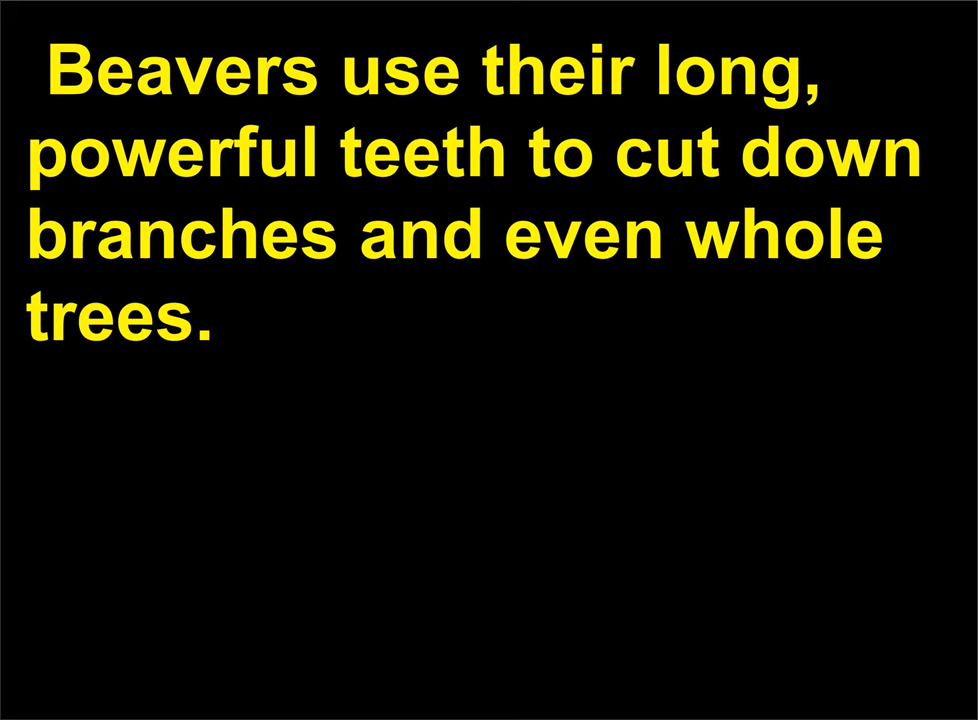 Beavers use their long,
powerful teeth to cut down
branches and even whole
trees.